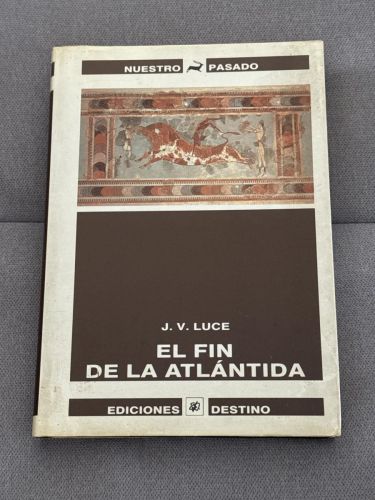 NUESTRO PASADO
J. V. LUCE
EL FIN
DE LA ATLÁNTIDA
EDICIONES DESTINO